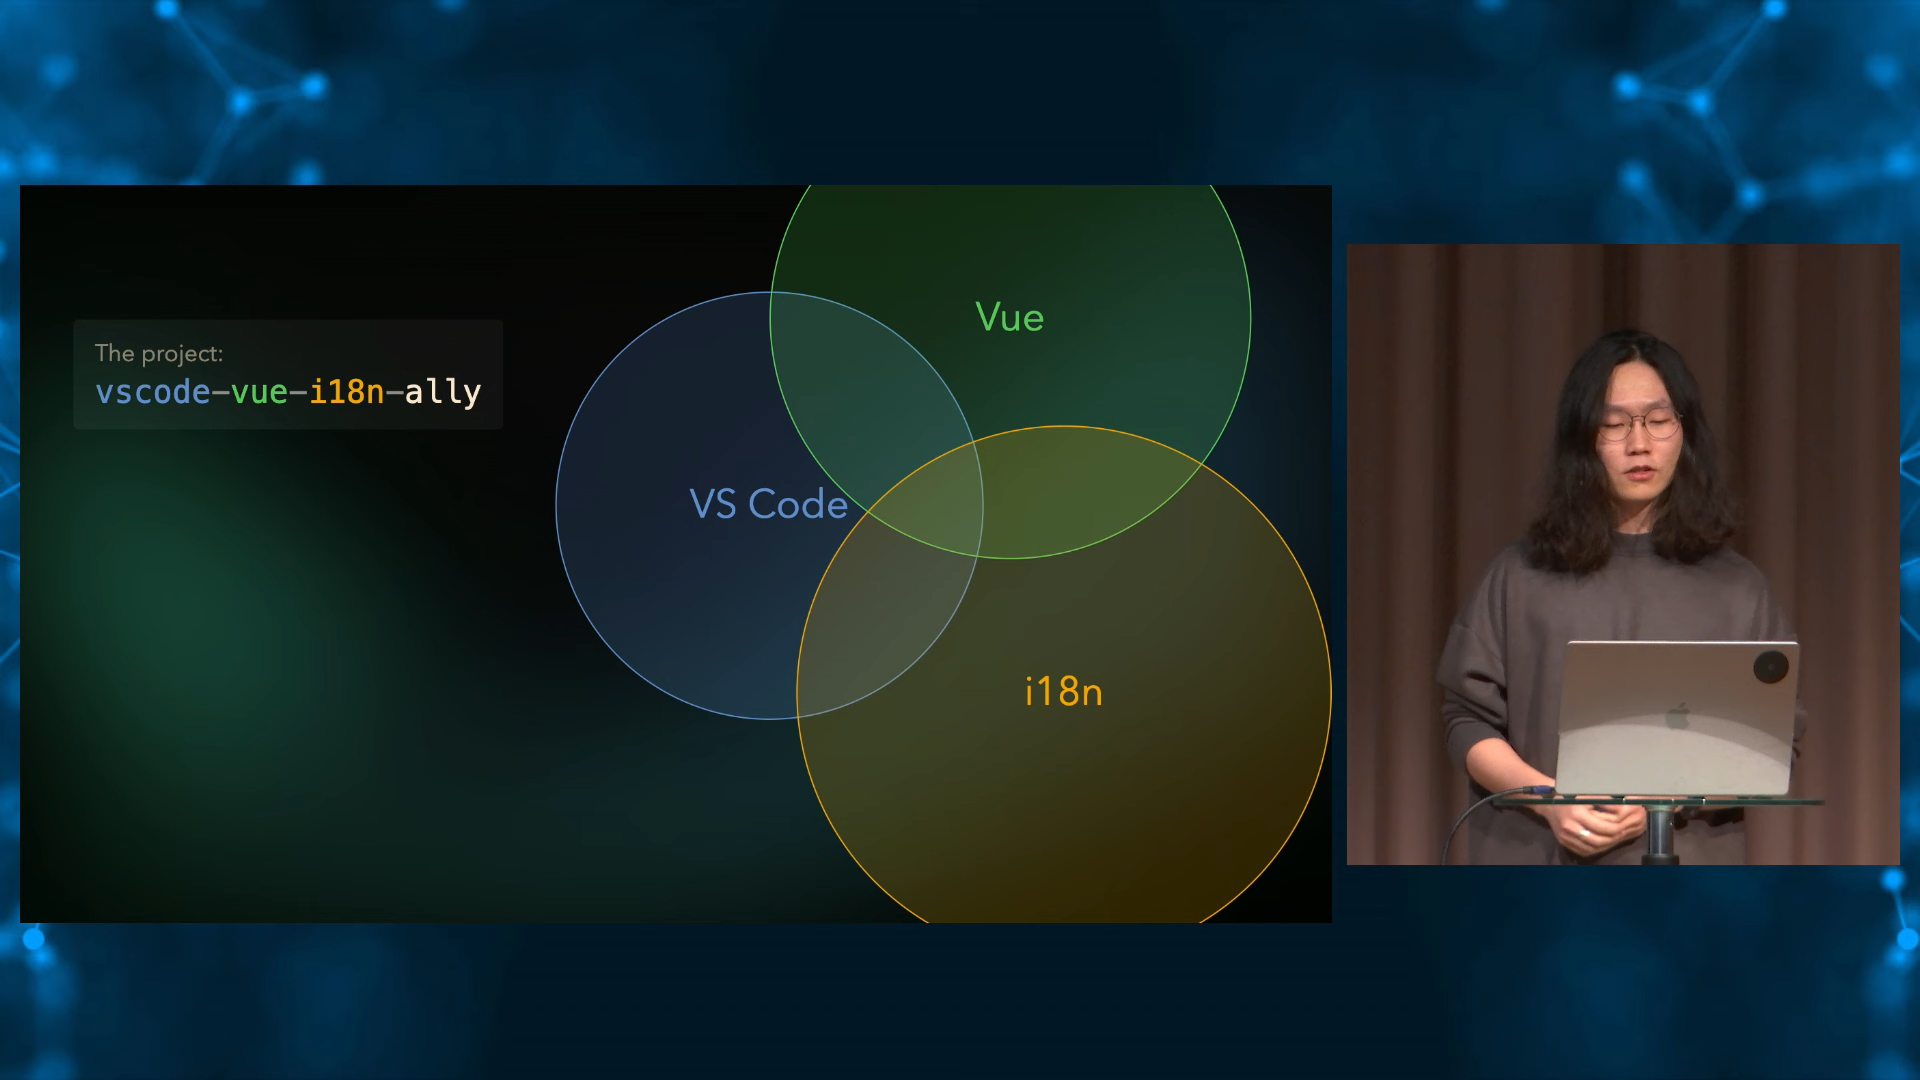 The project:
vscode-vue-i18n-ally
Vue
VS Code
i18n